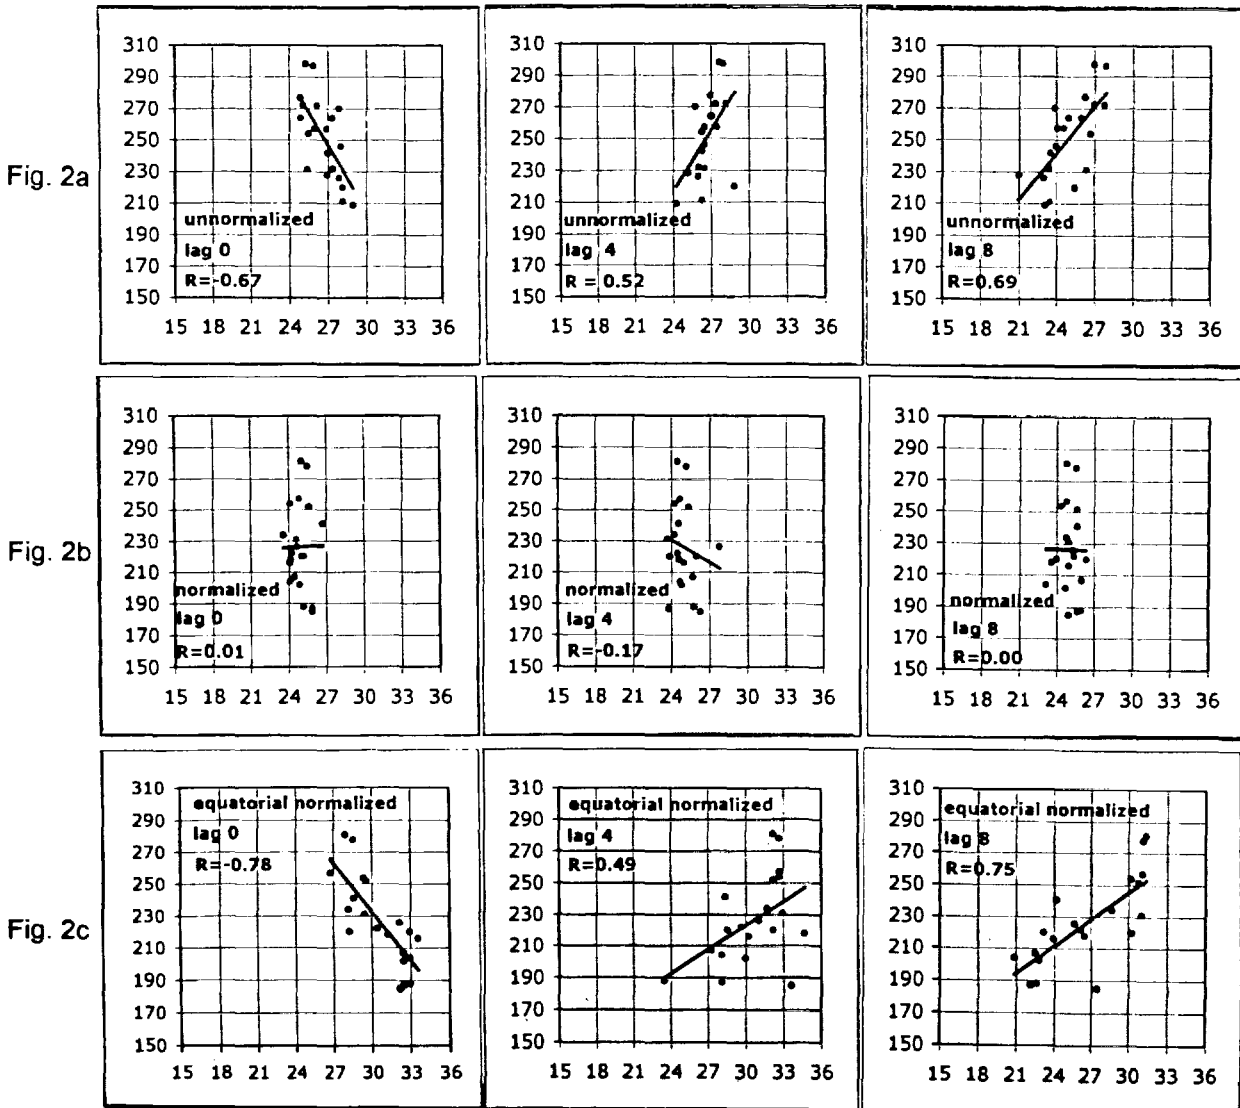 Fig. 2a
310
290
270
250
230
210
190
170
150
unnormalized
lag 0
R=-0.67
15 18 21 24 27 30 33 36
310
290
270
250
230
210
190
170
150
unnormalized
lag 4
R = 0.52
15 18 21 24 27 30 33 36
310
290
270
250
230
210
190
170
150
unnormalized
lag 8
R=0.69
15 18 21 24 27 30 33 36
Fig. 2b
310
290
270
250
230
210
190
170
150
normalized
lag 0
R=0.01
15 18 21 24 27 30 33 36
310
290
270
250
230
210
190
170
150
normalized
lag 4
R=-0.17
15 18 21 24 27 30 33 36
310
290
270
250
230
210
190
170
150
normalized
lag 8
R=0.00
15 18 21 24 27 30 33 36
Fig. 2c
310
290
270
250
230
210
190
170
150
equatorial normalized
lag 0
R=-0.78
15 18 21 24 27 30 33 36
310
290
270
250
230
210
190
170
150
equatorial normalized
lag 4
R=0.49
15 18 21 24 27 30 33 36
310
290
270
250
230
210
190
170
150
equatorial normalized
lag 8
R=0.75
15 18 21 24 27 30 33 36